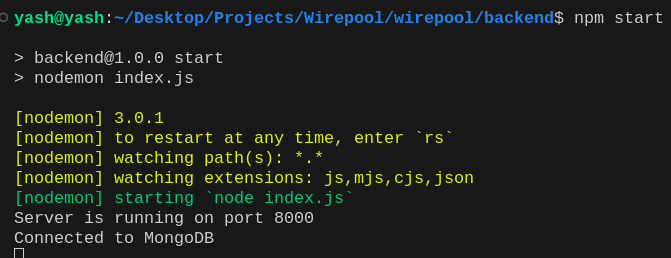 yash@yash:~/Desktop/Projects/Wirepool/wirepool/backend$ npm start
> backend@1.0.0 start
> nodemon index.js
[nodemon] 3.0.1
[nodemon] to restart at any time, enter `rs`
[nodemon] watching path(s): *.*
[nodemon] watching extensions: js,mjs,cjs,json
[nodemon] starting `node index.js`
Server is running on port 8000
Connected to MongoDB